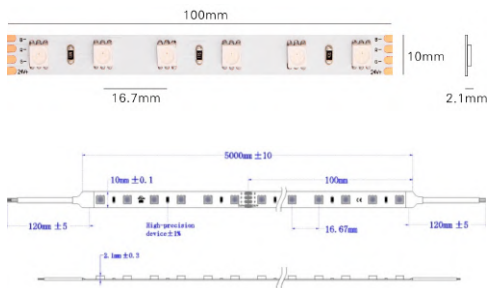 100mm
10mm
2.1mm
16.7mm
5000mm ±10
10mm ±0.1
100mm
120mm ±5
High-precision
device±1%
16.67mm
120mm ±5
2.1mm±0.3